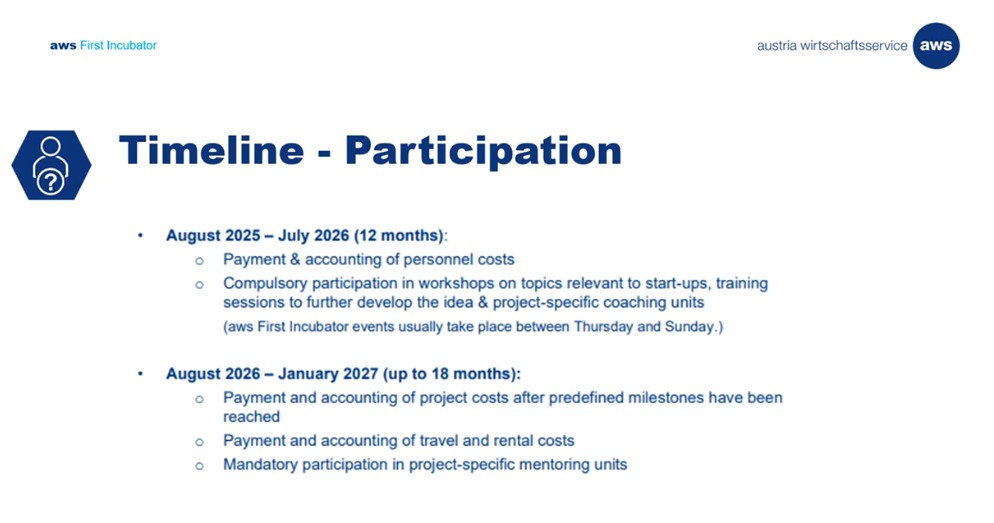 aws First Incubator
austria wirtschaftsservice aws
?
Timeline - Participation
• August 2025 – July 2026 (12 months):
o Payment & accounting of personnel costs
o Compulsory participation in workshops on topics relevant to start-ups, training
sessions to further develop the idea & project-specific coaching units
(aws First Incubator events usually take place between Thursday and Sunday.)
• August 2026 – January 2027 (up to 18 months):
o Payment and accounting of project costs after predefined milestones have been
reached
o Payment and accounting of travel and rental costs
o Mandatory participation in project-specific mentoring units